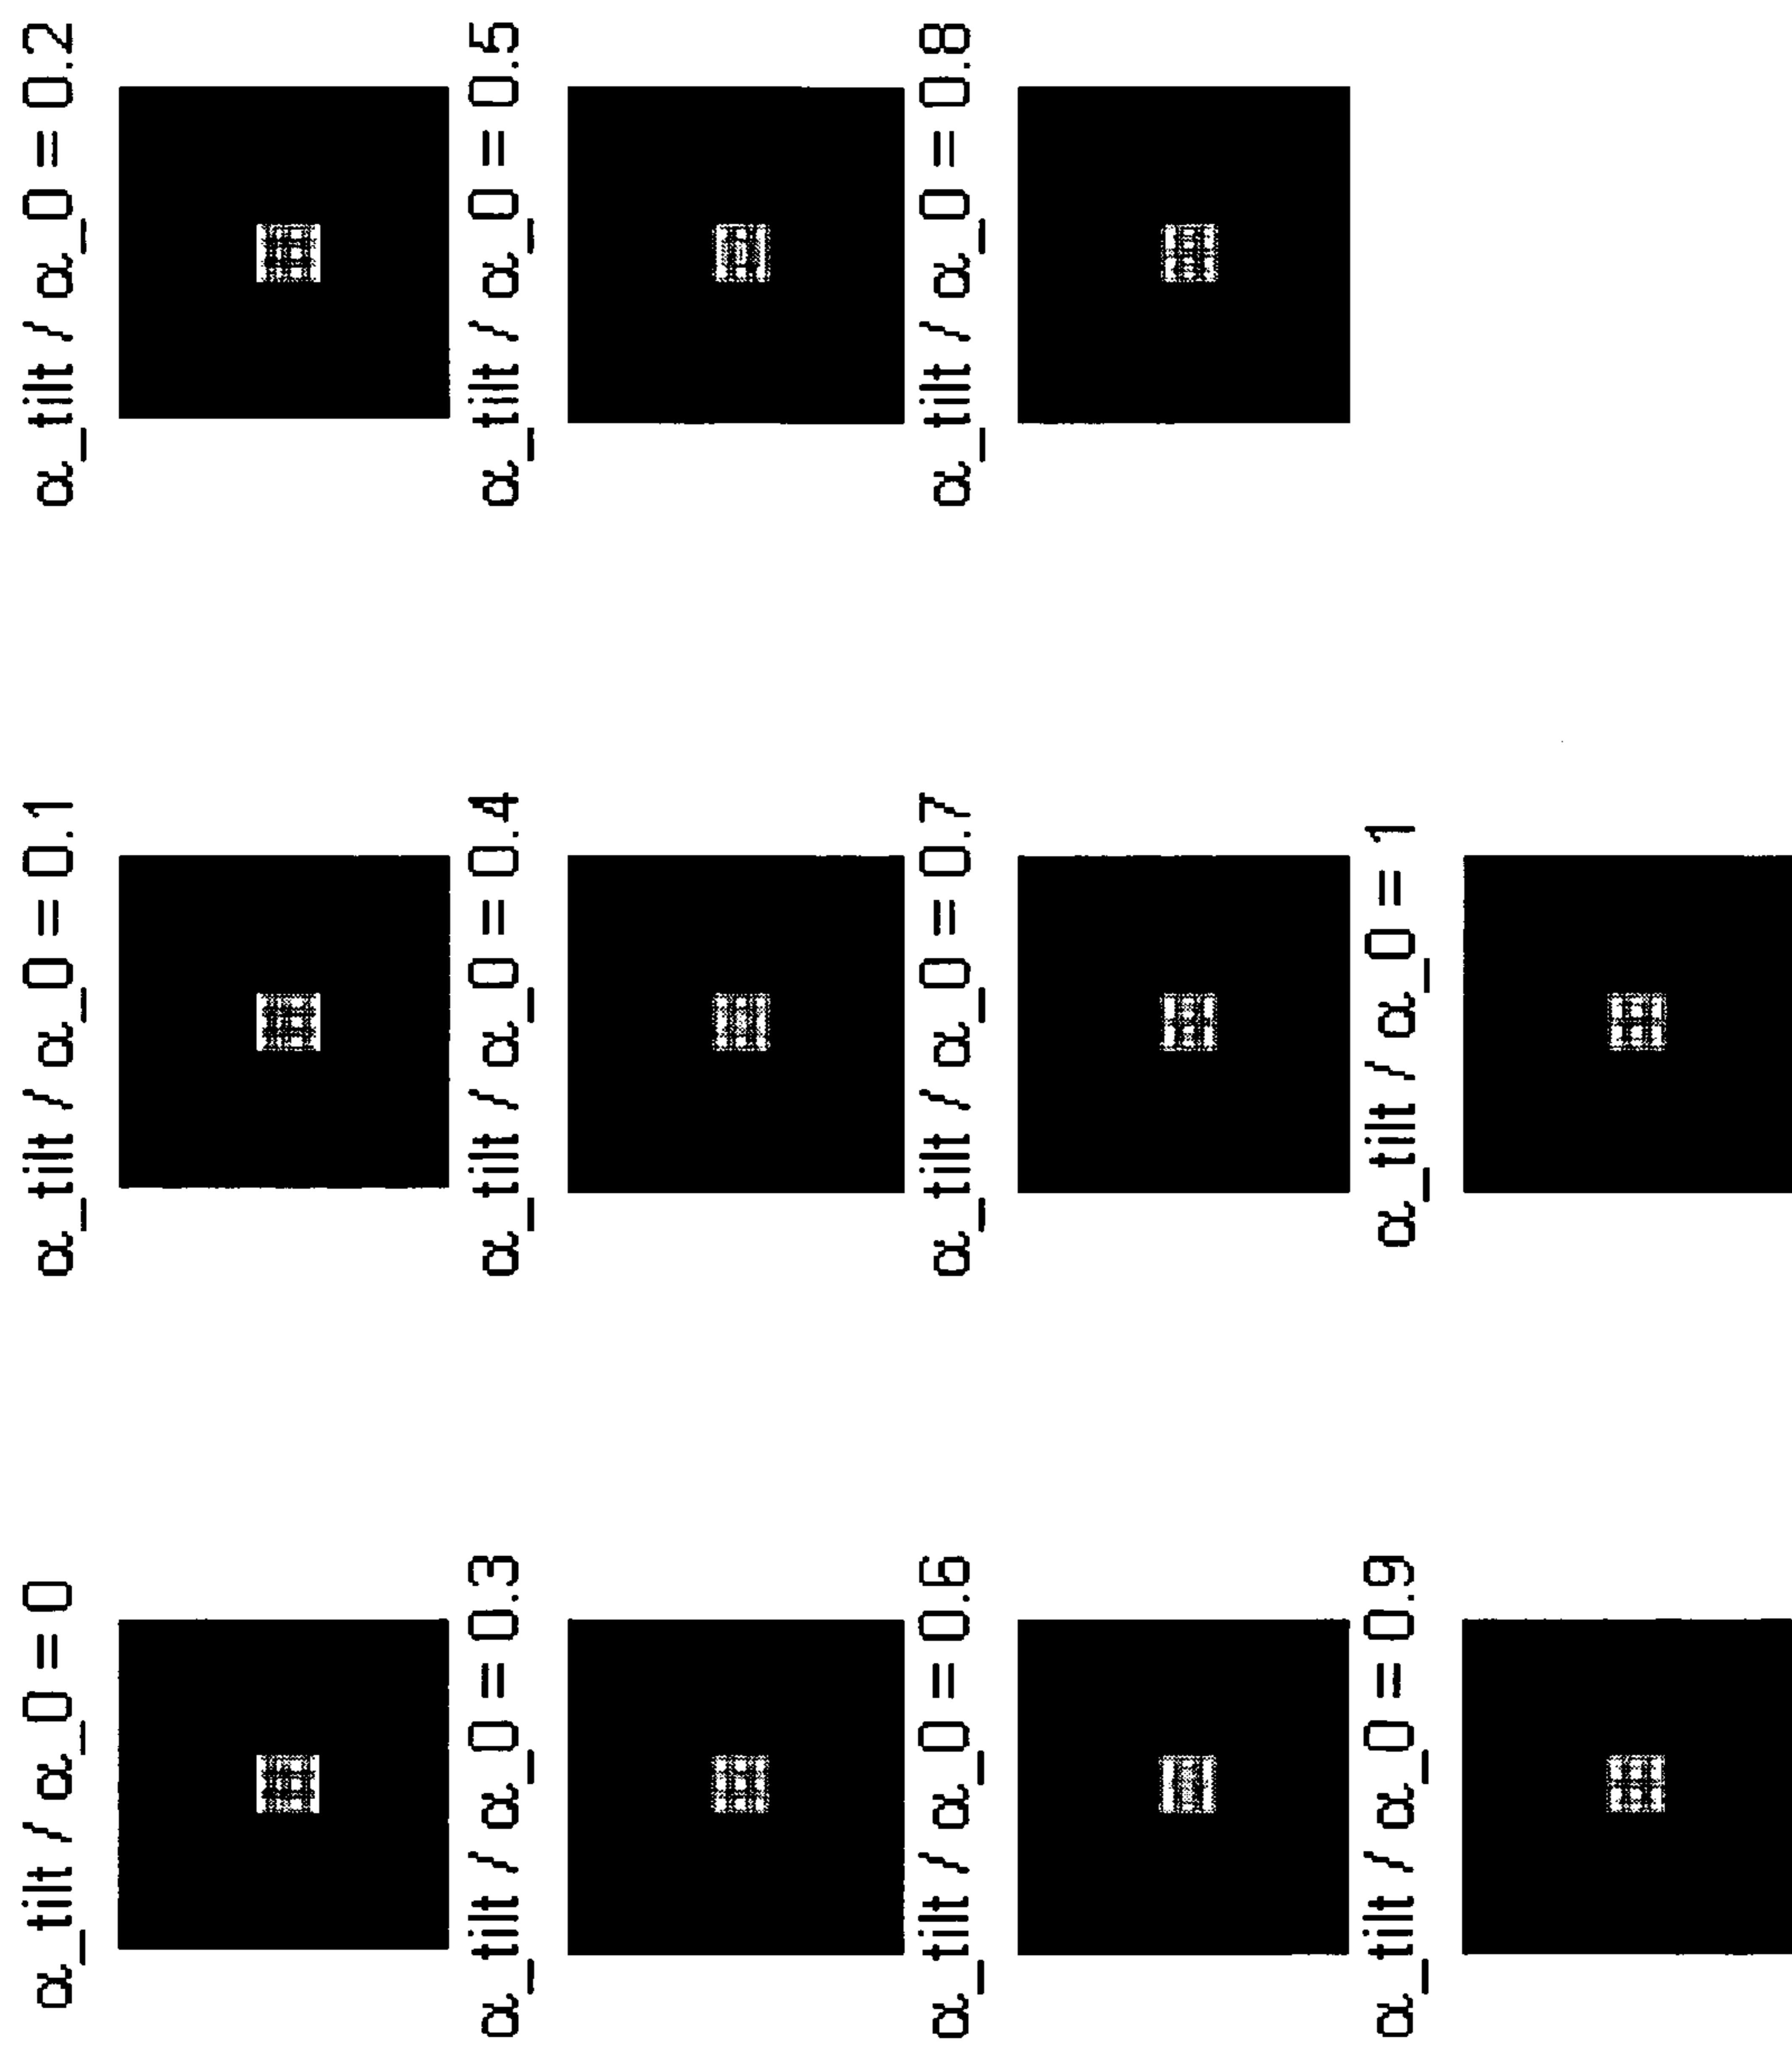 α_tilt / α_0 = 0
α_tilt / α_0 = 0.1
α_tilt / α_0 = 0.2
α_tilt / α_0 = 0.3
α_tilt / α_0 = 0.4
α_tilt / α_0 = 0.5
α_tilt / α_0 = 0.6
α_tilt / α_0 = 0.7
α_tilt / α_0 = 0.8
α_tilt / α_0 = 0.9
α_tilt / α_0 = 1